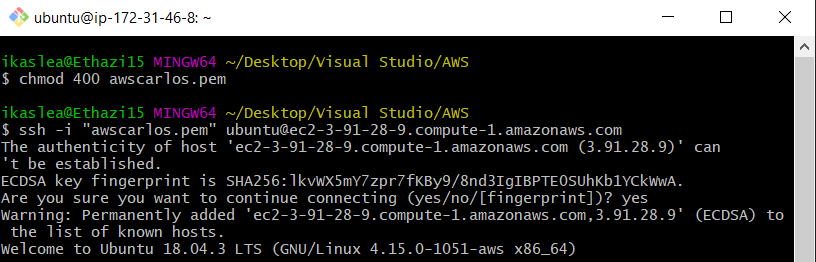 ubuntu@ip-172-31-46-8: ~
ikaslea@Ethazi15 MINGW64 ~/Desktop/Visual Studio/AWS
$ chmod 400 awscarlos.pem
ikaslea@Ethazi15 MINGW64 ~/Desktop/Visual Studio/AWS
$ ssh -i "awscarlos.pem" ubuntu@ec2-3-91-28-9.compute-1.amazonaws.com
The authenticity of host 'ec2-3-91-28-9.compute-1.amazonaws.com (3.91.28.9)' can
't be established.
ECDSA key fingerprint is SHA256:lkvWX5mY7zpr7fKBy9/8nd3IgIBPTE0SUhKb1YCkWwA.
Are you sure you want to continue connecting (yes/no/[fingerprint])? yes
Warning: Permanently added 'ec2-3-91-28-9.compute-1.amazonaws.com,3.91.28.9' (ECDSA) to
 the list of known hosts.
Welcome to Ubuntu 18.04.3 LTS (GNU/Linux 4.15.0-1051-aws x86_64)